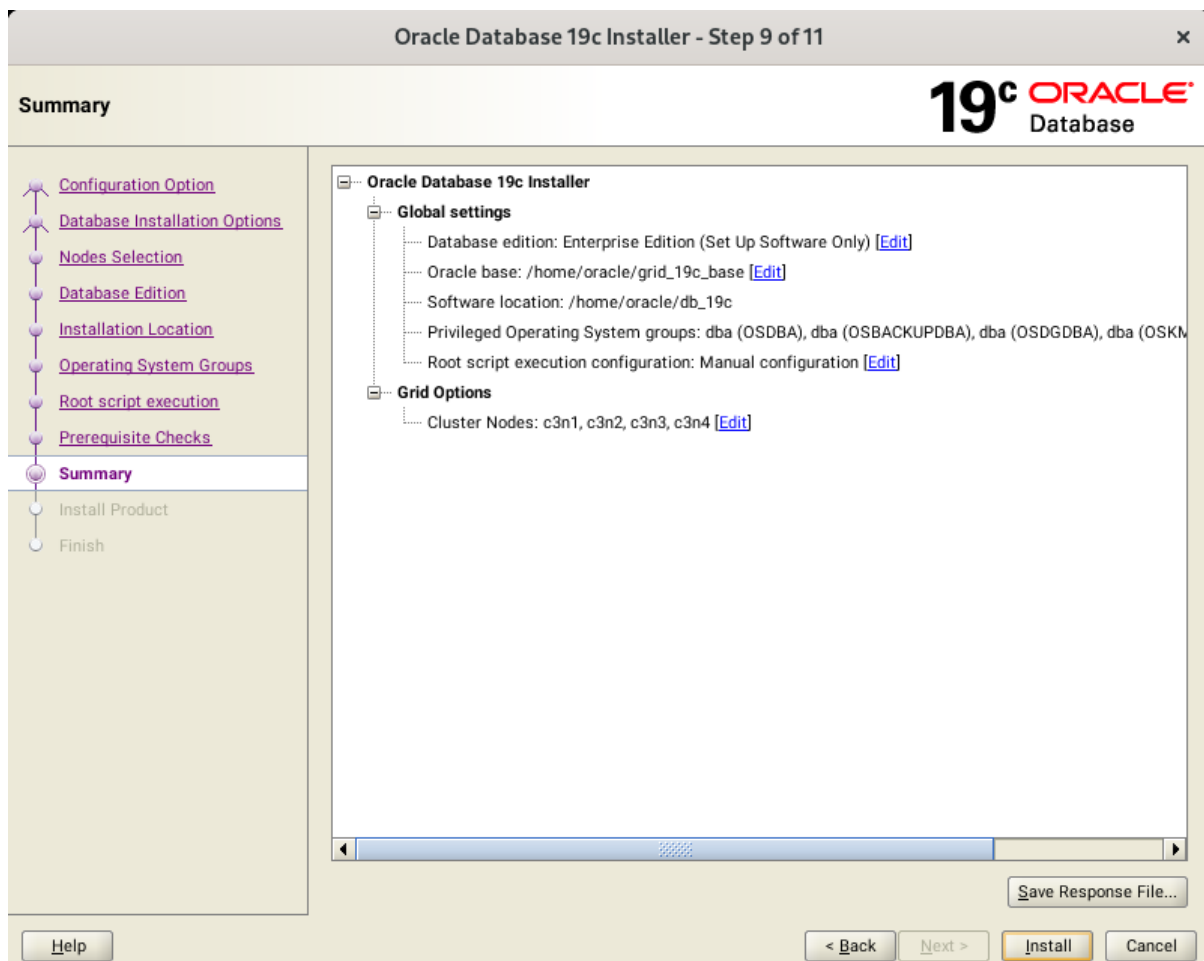 Oracle Database 19c Installer - Step 9 of 11
Summary
19c ORACLE
Database
Configuration Option
Database Installation Options
Nodes Selection
Database Edition
Installation Location
Operating System Groups
Root script execution
Prerequisite Checks
Summary
Install Product
Finish
Oracle Database 19c Installer
Global settings
Database edition: Enterprise Edition (Set Up Software Only) [Edit]
Oracle base: /home/oracle/grid_19c_base [Edit]
Software location: /home/oracle/db_19c
Privileged Operating System groups: dba (OSDBA), dba (OSBACKUPDBA), dba (OSDGDBA), dba
Root script execution configuration: Manual configuration [Edit]
Grid Options
Cluster Nodes: c3n1, c3n2, c3n3, c3n4 [Edit]
Save Response File...
Help
< Back
Next >
Install
Cancel